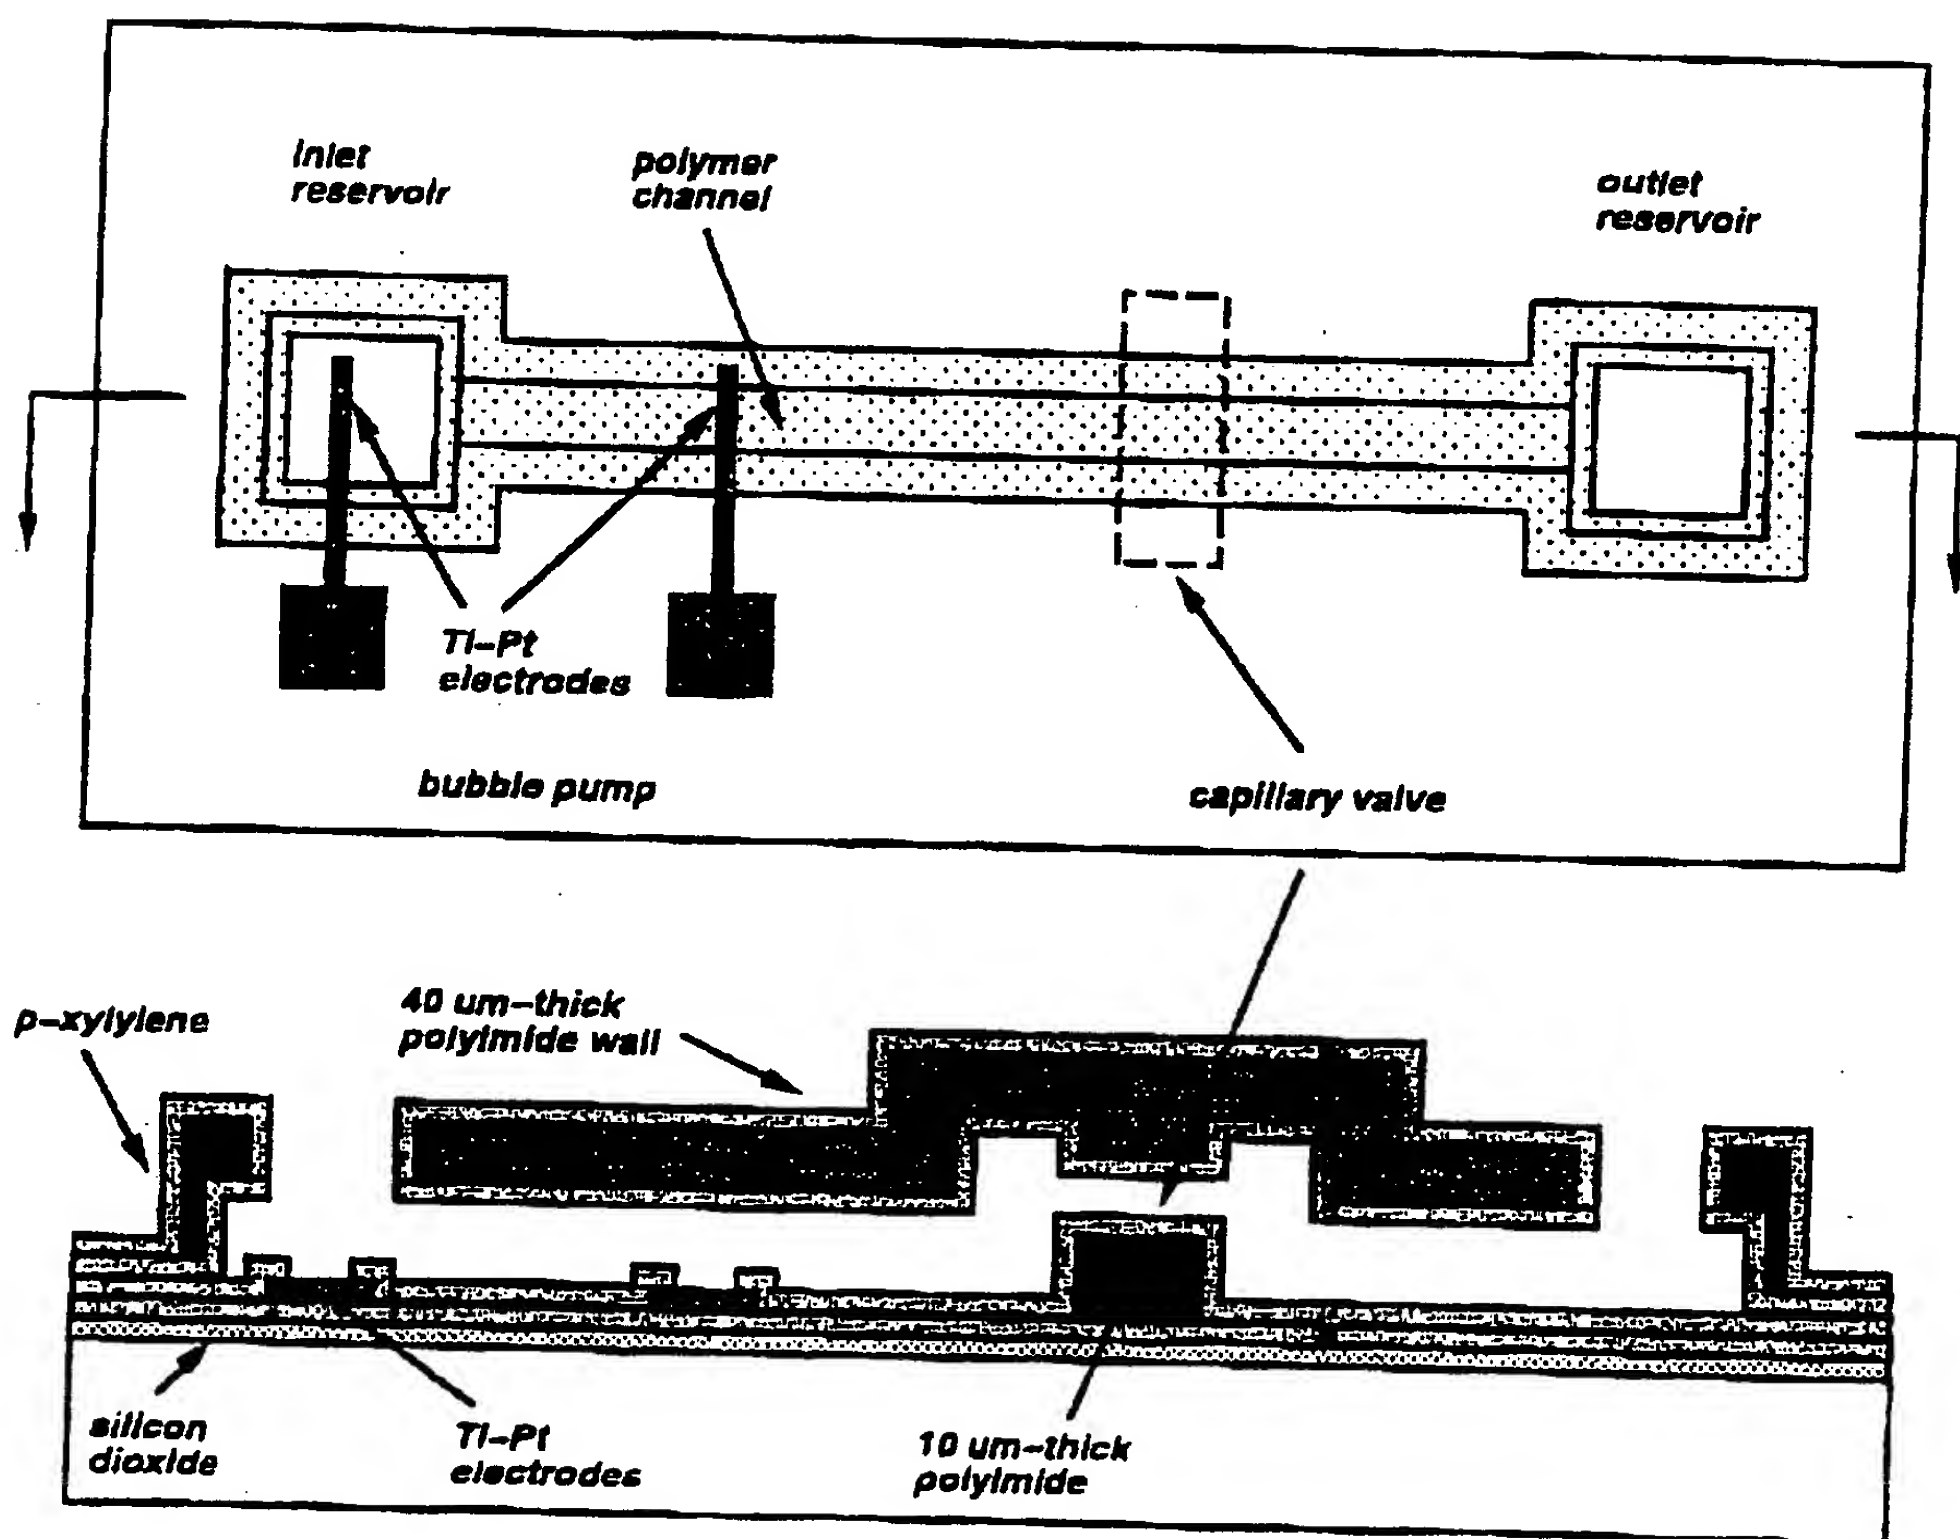 inlet
reservoir
polymer
channel
outlet
reservoir
Ti-Pt
electrodes
bubble pump
capillary valve
p-xylylene
40 um-thick
polyimide wall
silicon
dioxide
Ti-Pt
electrodes
10 um-thick
polyimide